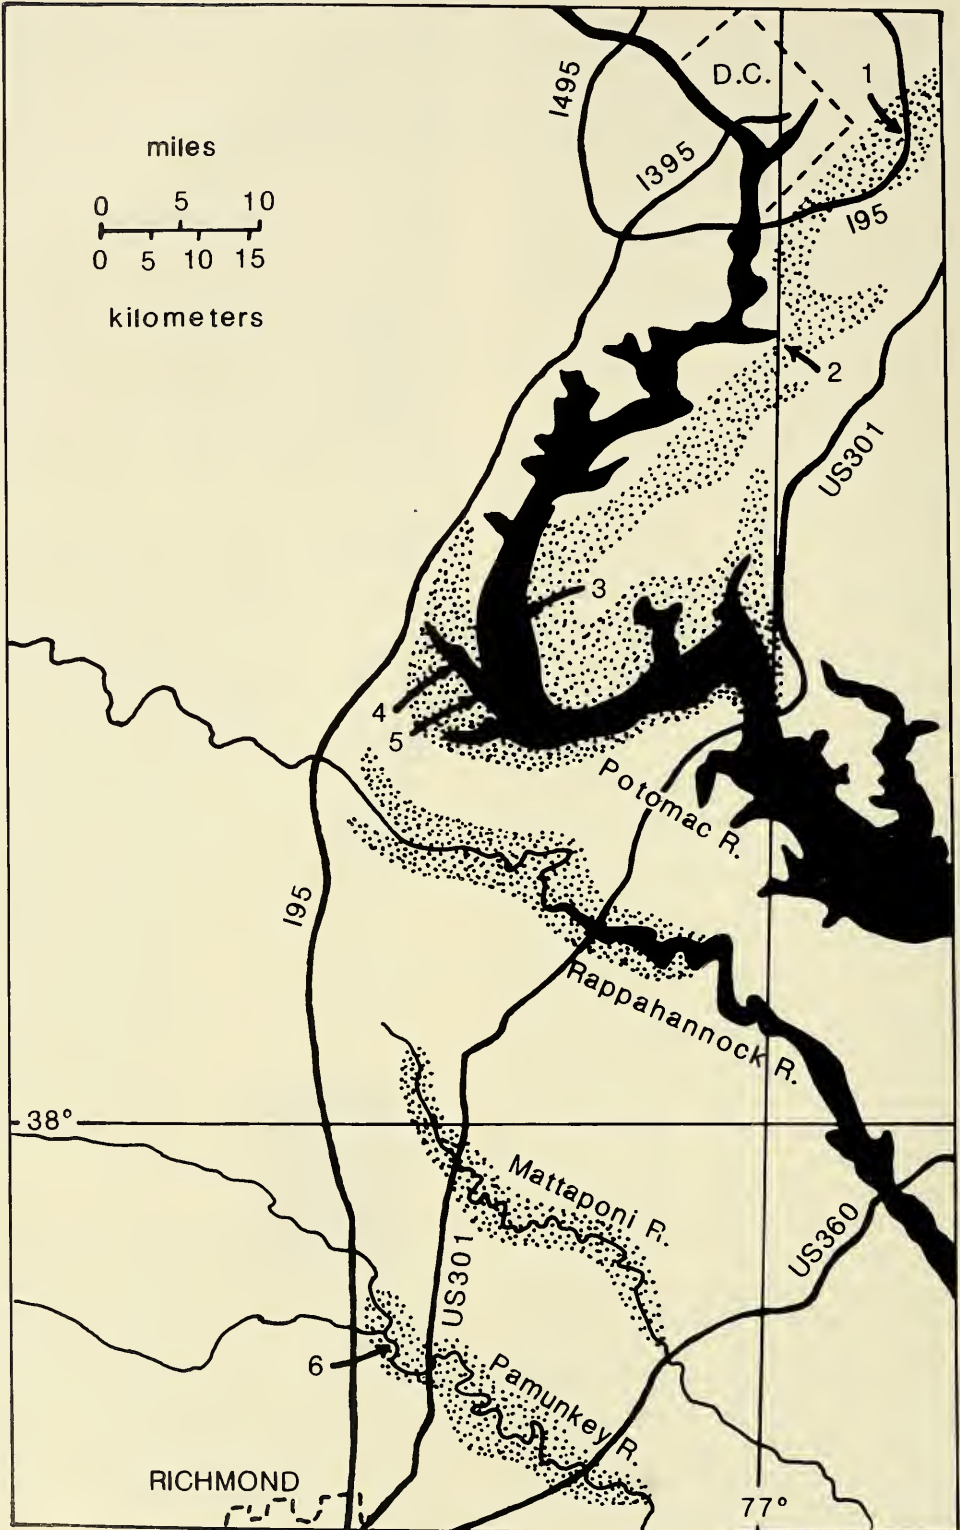 D.C.
1
I495
miles
0 5 10
I395
I95
0 5 10 15
kilometers
2
US301
3
4
5
Potomac R.
I95
Rappahannock R.
38°
Mattaponi R.
US360
US301
6
Pamunkey R.
RICHMOND
77°